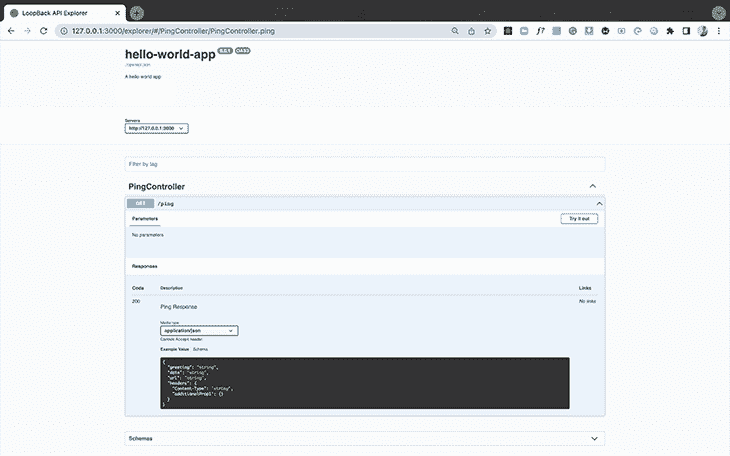 LoopBack API Explorer
127.0.0.1:3000/explorer/#/PingController/PingController.ping
hello-world-app 0.0.1 OAS3
/openapi.json
A hello world app
Servers
http://127.0.0.1:3000
Filter by tag
PingController
GET /ping
Parameters
Try it out
No parameters
Responses
Code Description Links
200
Ping Response
No links
Media type
application/json
Controls Accept header.
Example Value Schema
{
"greeting": "string",
"date": "string",
"url": "string",
"headers": {
"Content-Type": "string",
"additionalProp1": {}
}
}
Schemas